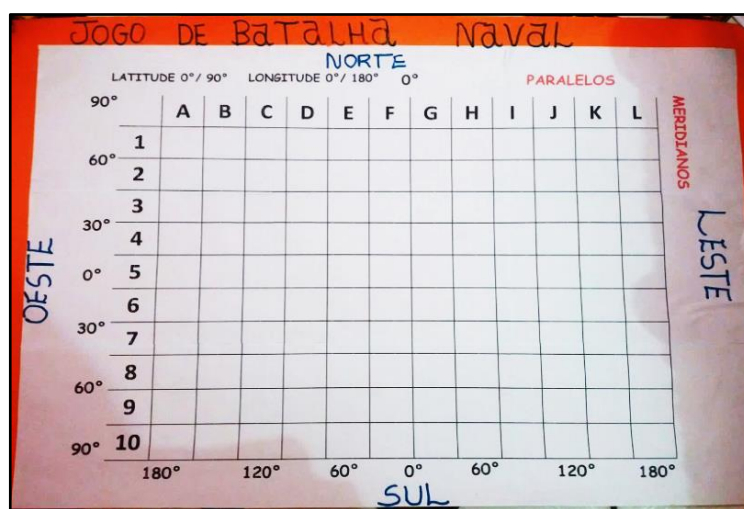 JOGO DE BATALHA NAVAL
NORTE
LATITUDE 0°/ 90° LONGITUDE 0°/ 180° 0° PARALELOS
90° A B C D E F G H I J K L
MERIDIANOS
1
60°
2
3
30°
4
OESTE
LESTE
0° 5
6
30°
7
8
60°
9
90° 10
180° 120° 60° 0° 60° 120° 180°
SUL